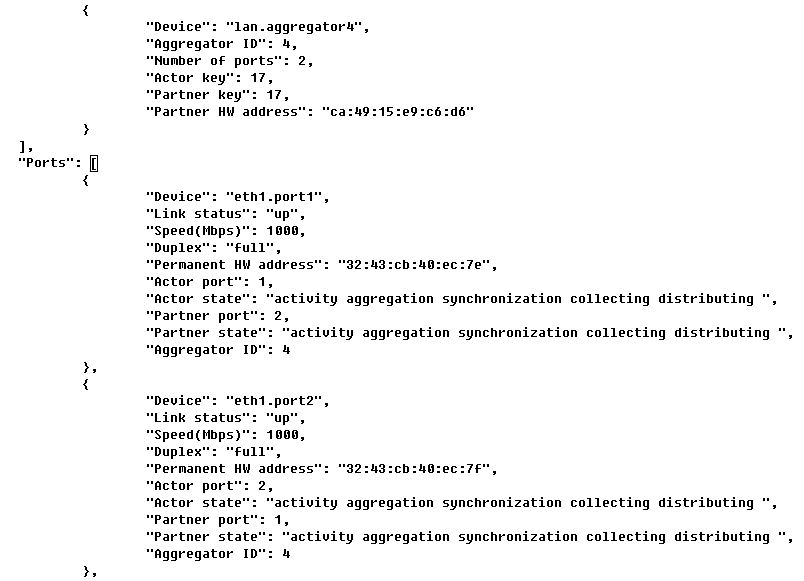 {
"Device": "lan.aggregator4",
"Aggregator ID": 4,
"Number of ports": 2,
"Actor key": 17,
"Partner key": 17,
"Partner HW address": "ca:49:15:e9:c6:d6"
}
],
"Ports": [
{
"Device": "eth1.port1",
"Link status": "up",
"Speed(Mbps)": 1000,
"Duplex": "full",
"Permanent HW address": "32:43:cb:40:ec:7e",
"Actor port": 1,
"Actor state": "activity aggregation synchronization collecting distributing ",
"Partner port": 2,
"Partner state": "activity aggregation synchronization collecting distributing ",
"Aggregator ID": 4
},
{
"Device": "eth1.port2",
"Link status": "up",
"Speed(Mbps)": 1000,
"Duplex": "full",
"Permanent HW address": "32:43:cb:40:ec:7f",
"Actor port": 2,
"Actor state": "activity aggregation synchronization collecting distributing ",
"Partner port": 1,
"Partner state": "activity aggregation synchronization collecting distributing ",
"Aggregator ID": 4
},